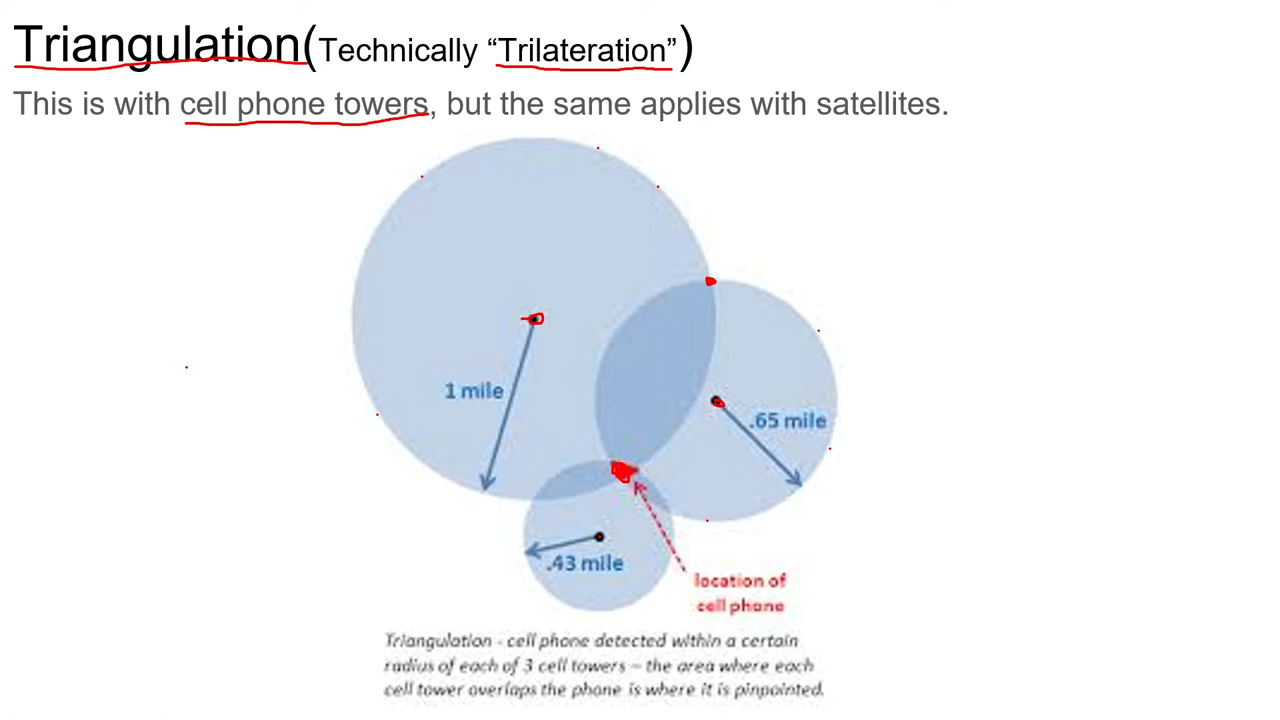 Triangulation(Technically “Trilateration”)
This is with cell phone towers, but the same applies with satellites.
1 mile
.65 mile
.43 mile
location of
cell phone
Triangulation - cell phone detected within a certain
radius of each of 3 cell towers – the area where each
cell tower overlaps the phone is where it is pinpointed.